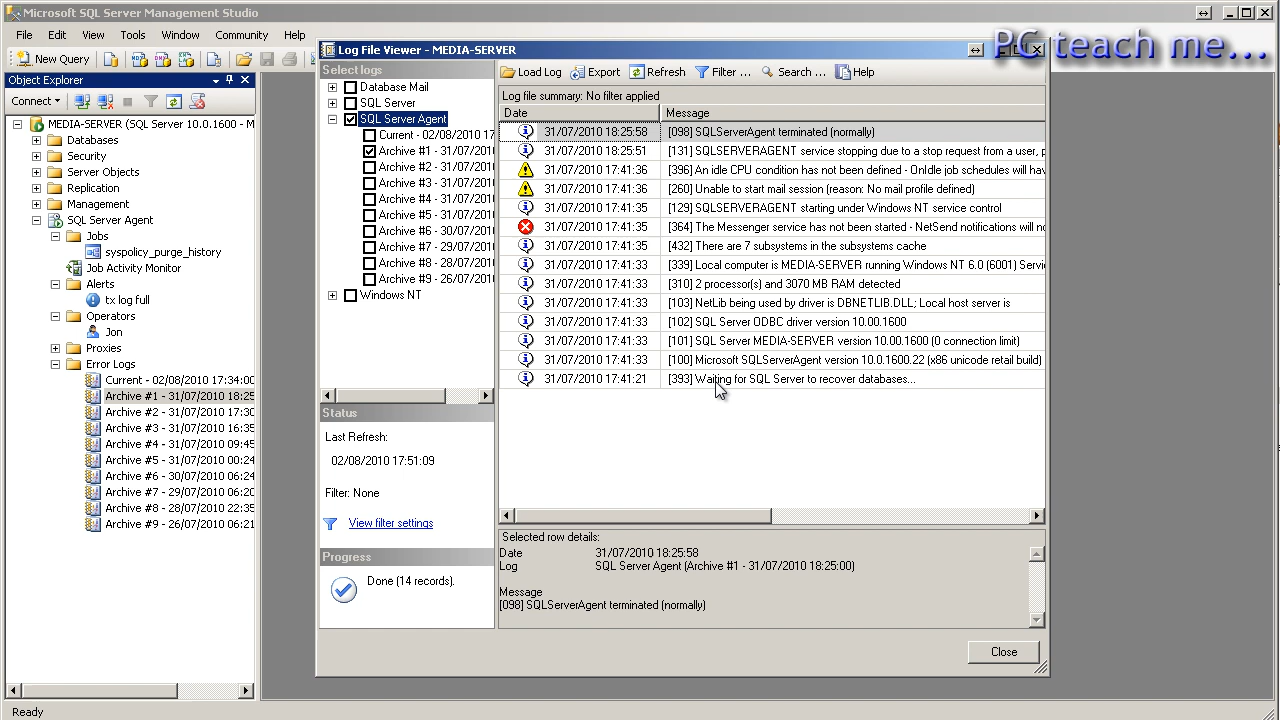 Microsoft SQL Server Management Studio
File Edit View Tools Window Community Help
PC teach me...
New Query
Object Explorer
Connect
MEDIA-SERVER (SQL Server 10.0.1600 - M
Databases
Security
Server Objects
Replication
Management
SQL Server Agent
Jobs
syspolicy_purge_history
Job Activity Monitor
Alerts
tx log full
Operators
Jon
Proxies
Error Logs
Current - 02/08/2010 17:34:00
Archive #1 - 31/07/2010 18:25
Archive #2 - 31/07/2010 17:30
Archive #3 - 31/07/2010 16:35
Archive #4 - 31/07/2010 09:45
Archive #5 - 31/07/2010 00:24
Archive #6 - 30/07/2010 06:24
Archive #7 - 29/07/2010 06:20
Archive #8 - 28/07/2010 22:35
Archive #9 - 26/07/2010 06:21
Log File Viewer - MEDIA-SERVER
Select logs
Database Mail
SQL Server
SQL Server Agent
Current - 02/08/2010 17
Archive #1 - 31/07/2010
Archive #2 - 31/07/2010
Archive #3 - 31/07/2010
Archive #4 - 31/07/2010
Archive #5 - 31/07/2010
Archive #6 - 30/07/2010
Archive #7 - 29/07/2010
Archive #8 - 28/07/2010
Archive #9 - 26/07/2010
Windows NT
Status
Last Refresh:
02/08/2010 17:51:09
Filter: None
View filter settings
Progress
Done (14 records).
Load Log Export Refresh Filter ... Search ... Help
Log file summary: No filter applied
Date Message
31/07/2010 18:25:58 [098] SQLServerAgent terminated (normally)
31/07/2010 18:25:51 [131] SQLSERVERAGENT service stopping due to a stop request from a user, p
31/07/2010 17:41:36 [396] An idle CPU condition has not been defined - OnIdle job schedules will hav
31/07/2010 17:41:36 [260] Unable to start mail session (reason: No mail profile defined)
31/07/2010 17:41:35 [129] SQLSERVERAGENT starting under Windows NT service control
31/07/2010 17:41:35 [364] The Messenger service has not been started - NetSend notifications will no
31/07/2010 17:41:35 [432] There are 7 subsystems in the subsystems cache
31/07/2010 17:41:33 [339] Local computer is MEDIA-SERVER running Windows NT 6.0 (6001) Servi
31/07/2010 17:41:33 [310] 2 processor(s) and 3070 MB RAM detected
31/07/2010 17:41:33 [103] NetLib being used by driver is DBNETLIB.DLL; Local host server is
31/07/2010 17:41:33 [102] SQL Server ODBC driver version 10.00.1600
31/07/2010 17:41:33 [101] SQL Server MEDIA-SERVER version 10.00.1600 (0 connection limit)
31/07/2010 17:41:33 [100] Microsoft SQLServerAgent version 10.0.1600.22 (x86 unicode retail build)
31/07/2010 17:41:21 [393] Waiting for SQL Server to recover databases...
Selected row details:
Date 31/07/2010 18:25:58
Log SQL Server Agent (Archive #1 - 31/07/2010 18:25:00)
Message
[098] SQLServerAgent terminated (normally)
Close
Ready